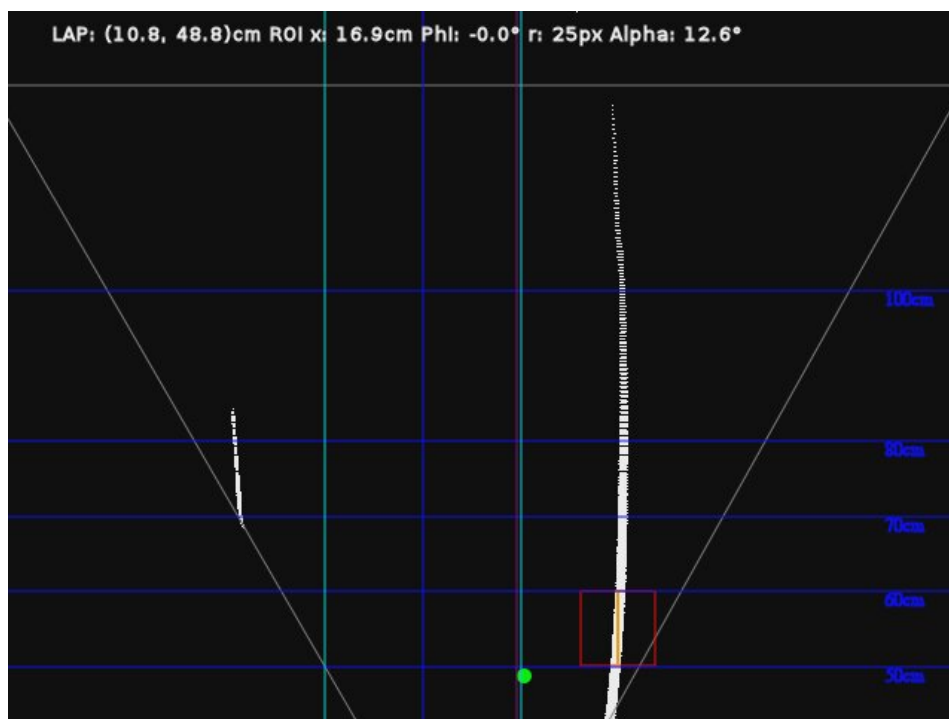 LAP: (10.8, 48.8)cm ROI x: 16.9cm Phi: -0.0° r: 25px Alpha: 12.6°
100cm
80cm
70cm
60cm
50cm